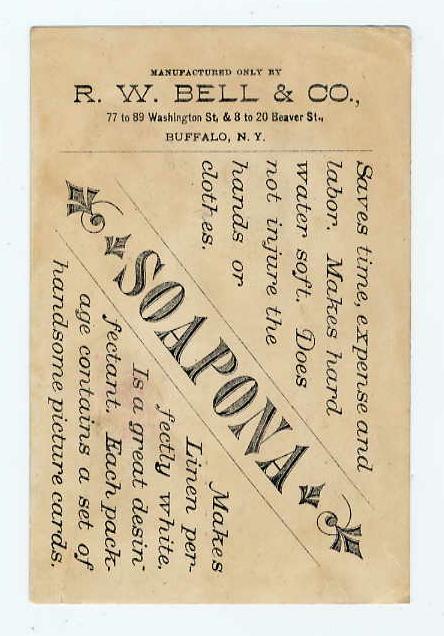 MANUFACTURED ONLY BY
R. W. BELL & CO.,
77 to 89 Washington St, & 8 to 20 Beaver St.,
BUFFALO, N. Y.
Saves time, expense and
labor. Makes hard
water soft. Does
not injure the
hands or
clothes.
SOAPONA
Makes
Linen per-
fectly white.
Is a great desin
fectant. Each pack-
age contains a set of
handsome picture cards.